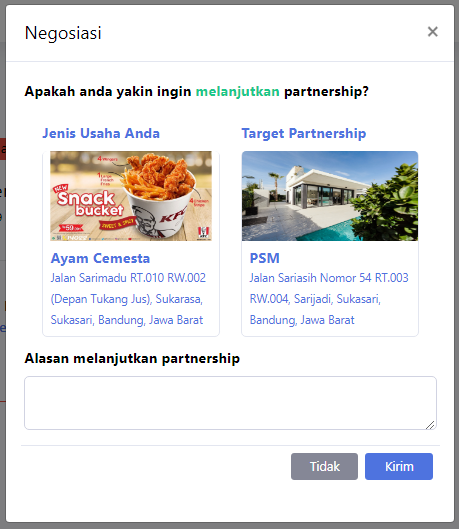 Negosiasi ×
Apakah anda yakin ingin melanjutkan partnership?
Jenis Usaha Anda
Target Partnership
NEW
Snack
bucket
SWEET & SPICY
KFC
Ayam Cemesta
Jalan Sarimadu RT.010 RW.002
(Depan Tukang Jus), Sukarasa,
Sukasari, Bandung, Jawa Barat
PSM
Jalan Sariasih Nomor 54 RT.003
RW.004, Sarijadi, Sukasari,
Bandung, Jawa Barat
Alasan melanjutkan partnership
Tidak
Kirim